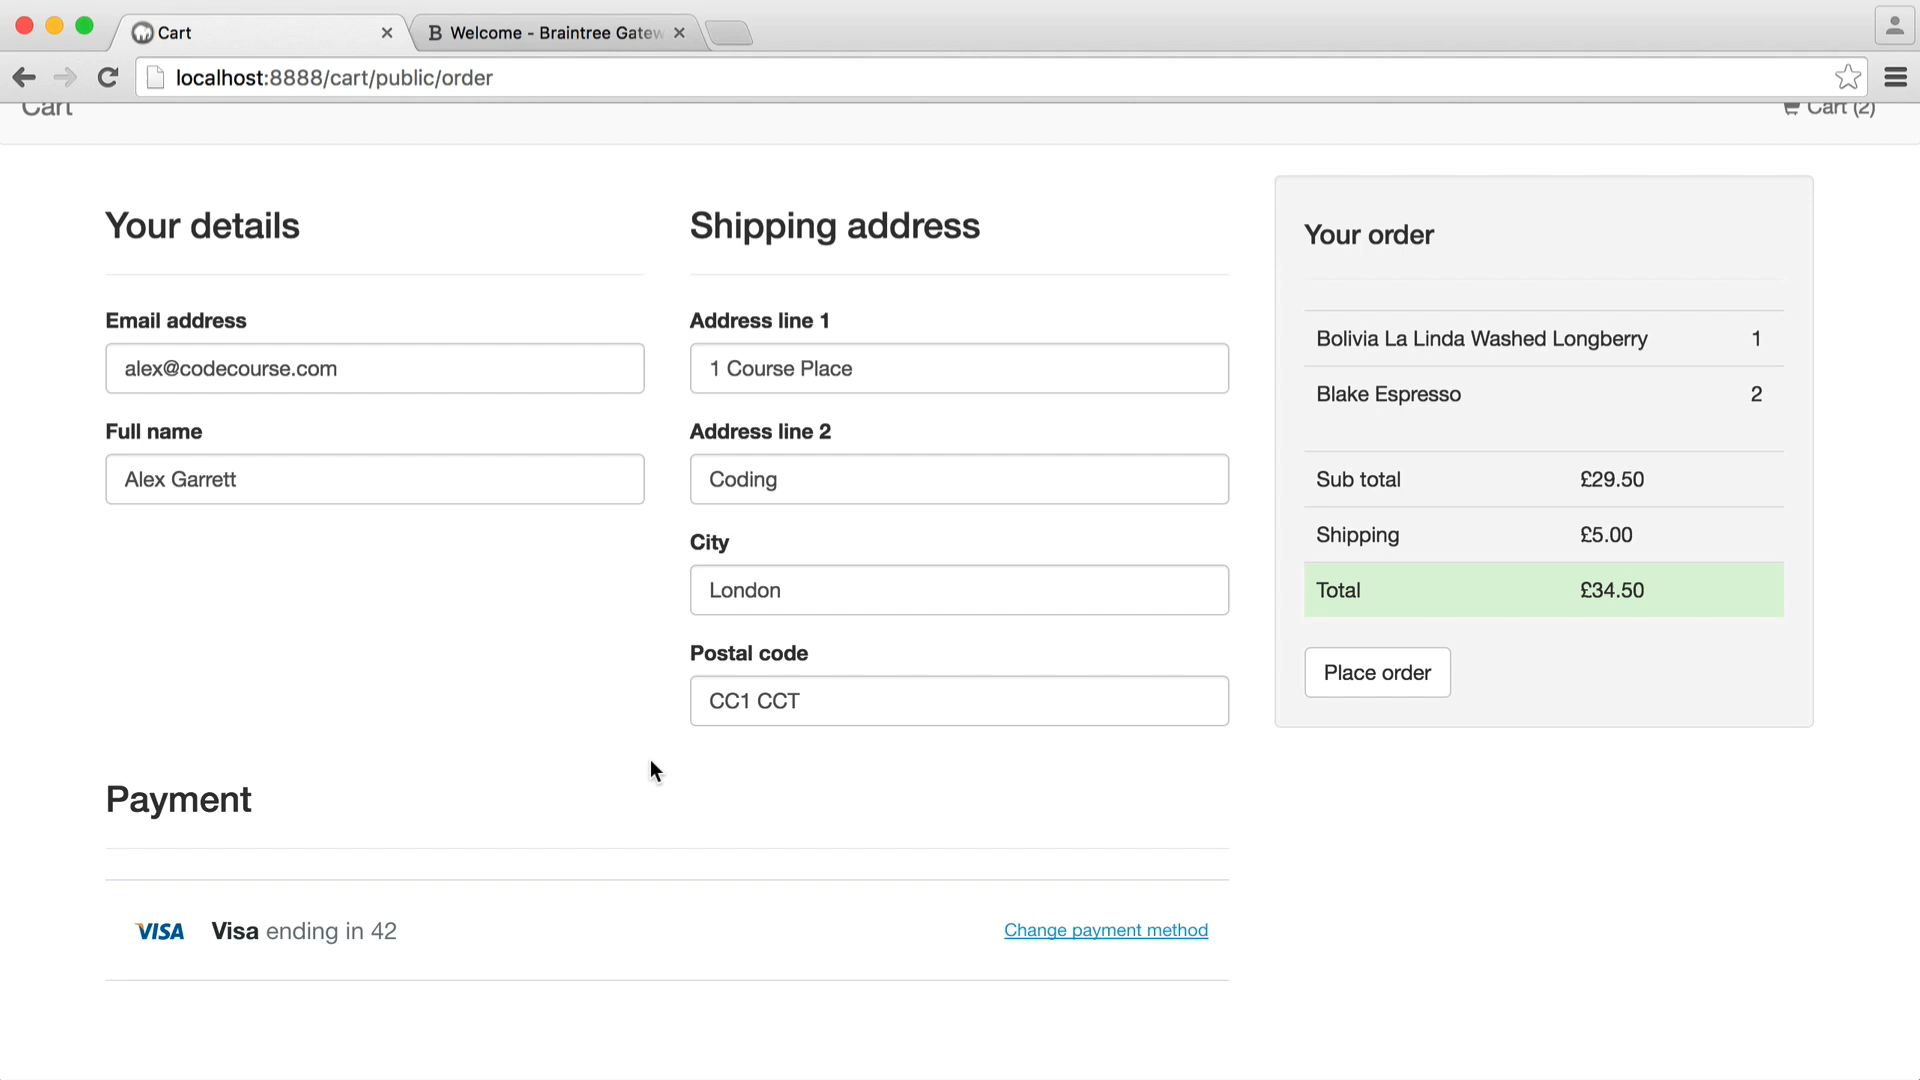 Cart
B Welcome - Braintree Gatew
localhost:8888/cart/public/order
Cart
Cart (2)
Your details
Email address
alex@codecourse.com
Full name
Alex Garrett
Shipping address
Address line 1
1 Course Place
Address line 2
Coding
City
London
Postal code
CC1 CCT
Your order
Bolivia La Linda Washed Longberry 1
Blake Espresso 2
Sub total £29.50
Shipping £5.00
Total £34.50
Place order
Payment
VISA Visa ending in 42 Change payment method